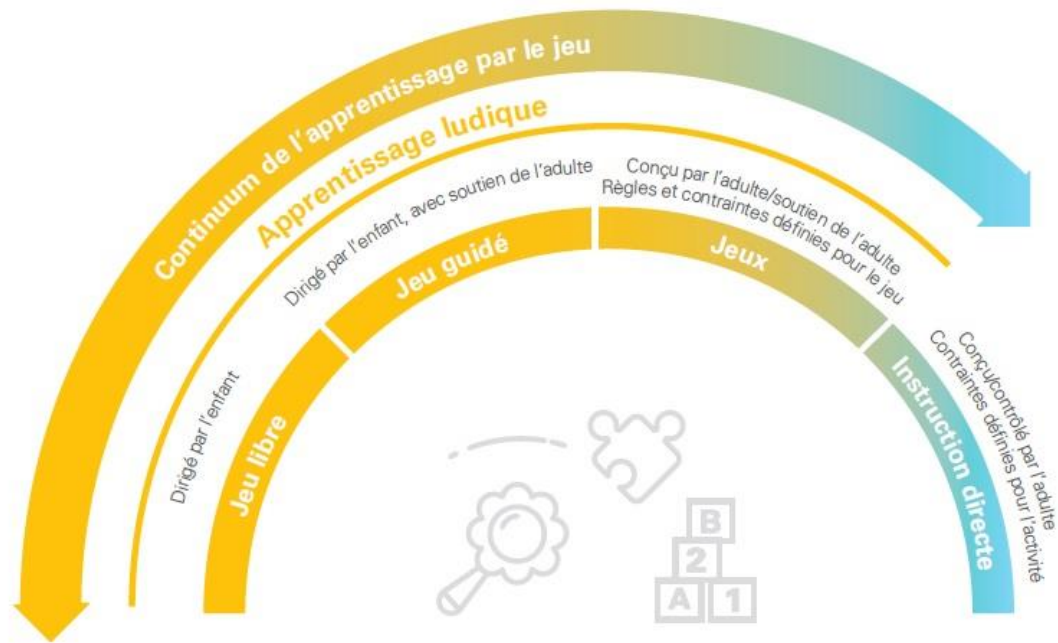 Continuum de l'apprentissage par le jeu
Apprentissage ludique
Dirigé par l'enfant
Jeu libre
Dirigé par l'enfant, avec soutien de l'adulte
Jeu guidé
Conçu par l'adulte/soutien de l'adulte
Règles et contraintes définies pour le jeu
Jeux
Conçu/contrôlé par l'adulte
Contraintes définies pour l'activité
Instruction directe
B
2
A 1